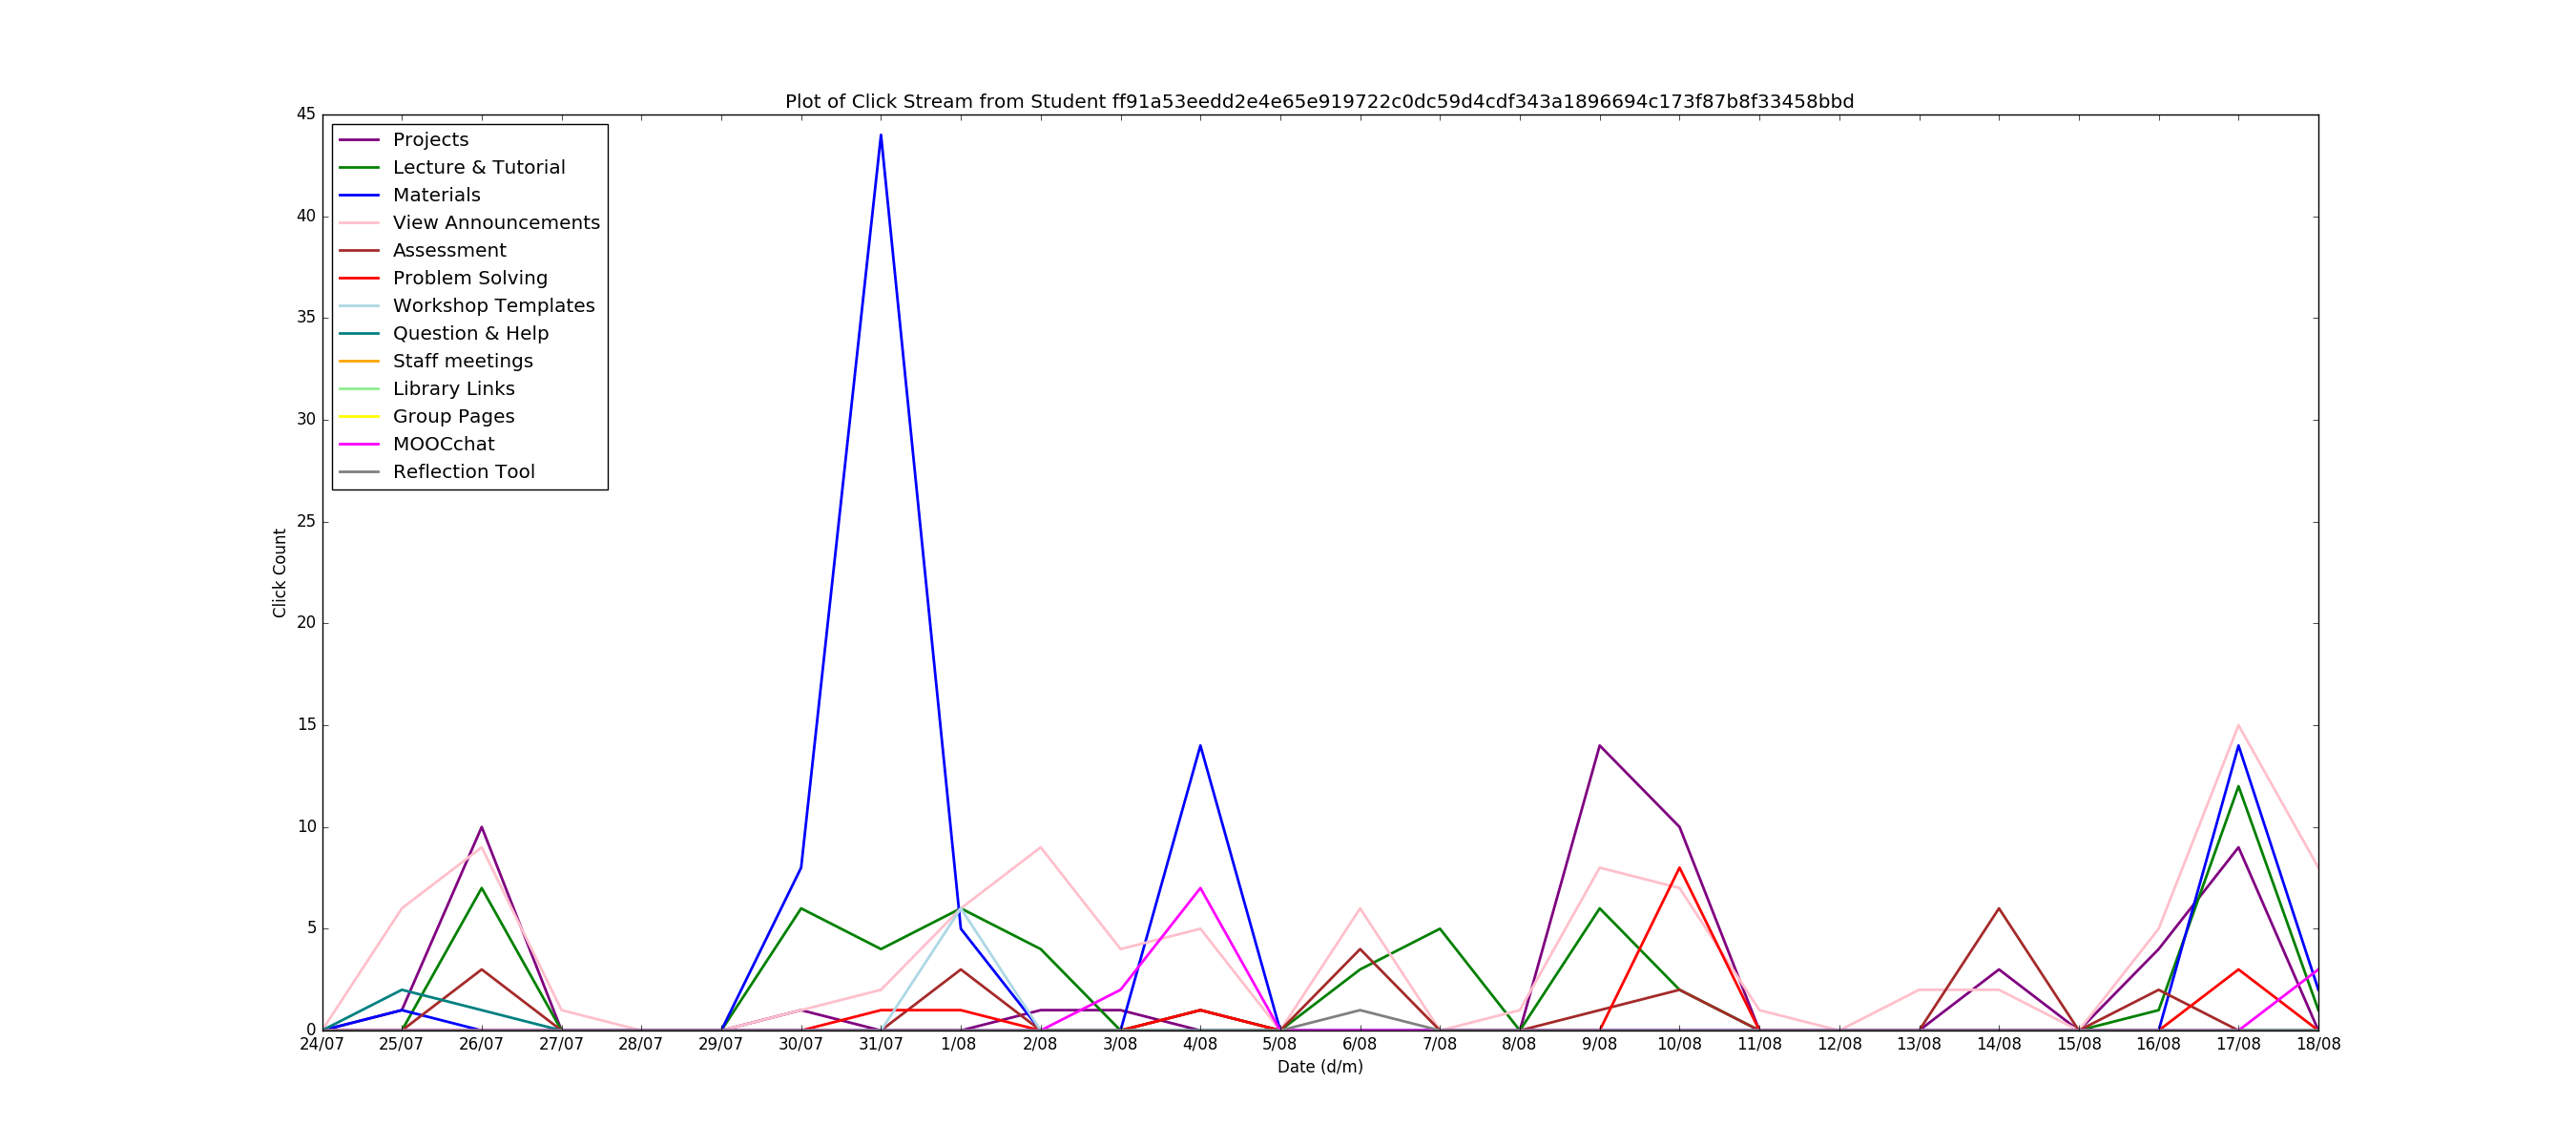 Plot of Click Stream from Student ff91a53eedd2e4e65e919722c0dc59d4cdf343a1896694c173f87b8f33458bbd
45
40
35
30
25
20
15
10
5
0
Click Count
Projects
Lecture & Tutorial
Materials
View Announcements
Assessment
Problem Solving
Workshop Templates
Question & Help
Staff meetings
Library Links
Group Pages
MOOCchat
Reflection Tool
24/07 25/07 26/07 27/07 28/07 29/07 30/07 31/07 1/08 2/08 3/08 4/08 5/08 6/08 7/08 8/08 9/08 10/08 11/08 12/08 13/08 14/08 15/08 16/08 17/08 18/08
Date (d/m)